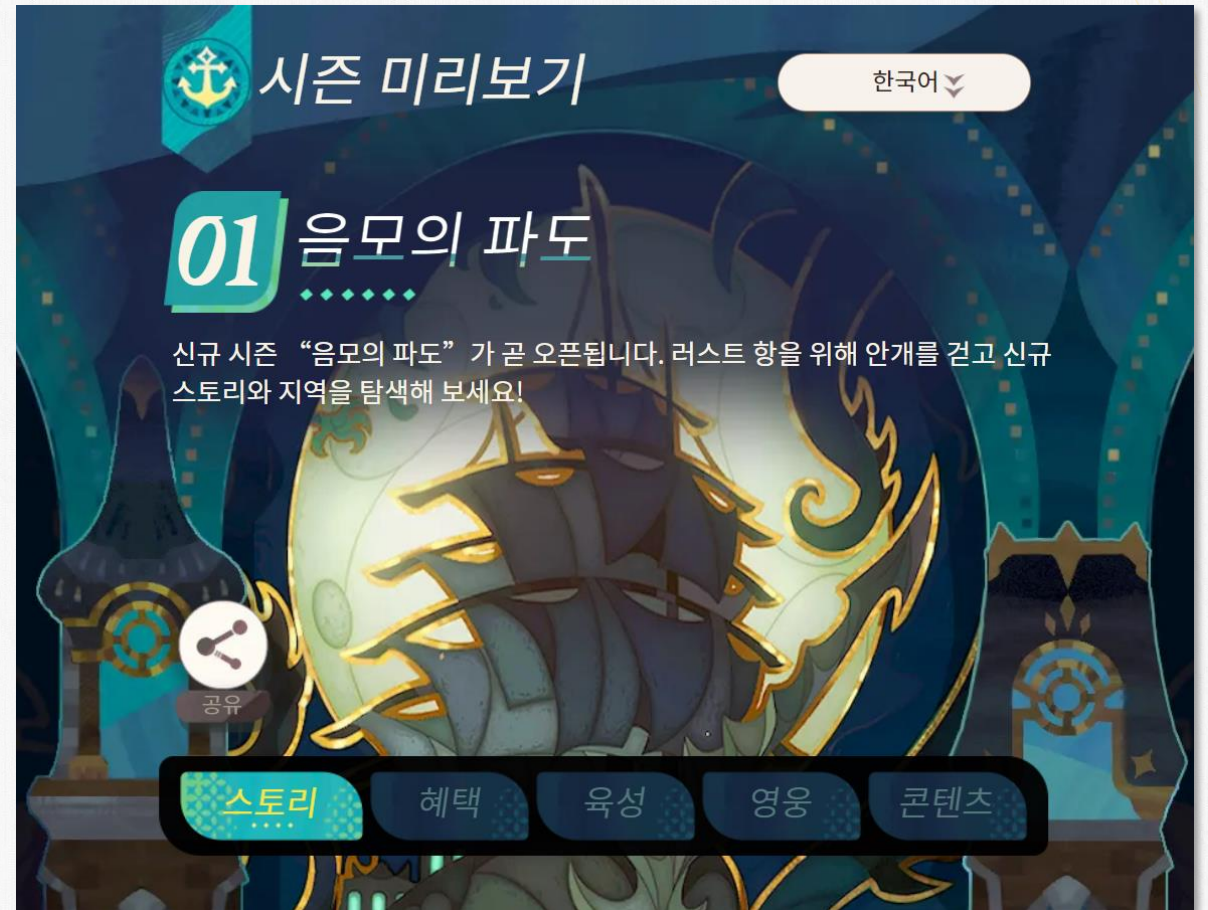 시즌 미리보기
한국어
01 음모의 파도
신규 시즌 “음모의 파도”가 곧 오픈됩니다. 러스트 항을 위해 안개를 걷고 신규
스토리와 지역을 탐색해 보세요!
공유
스토리 혜택 육성 영웅 콘텐츠